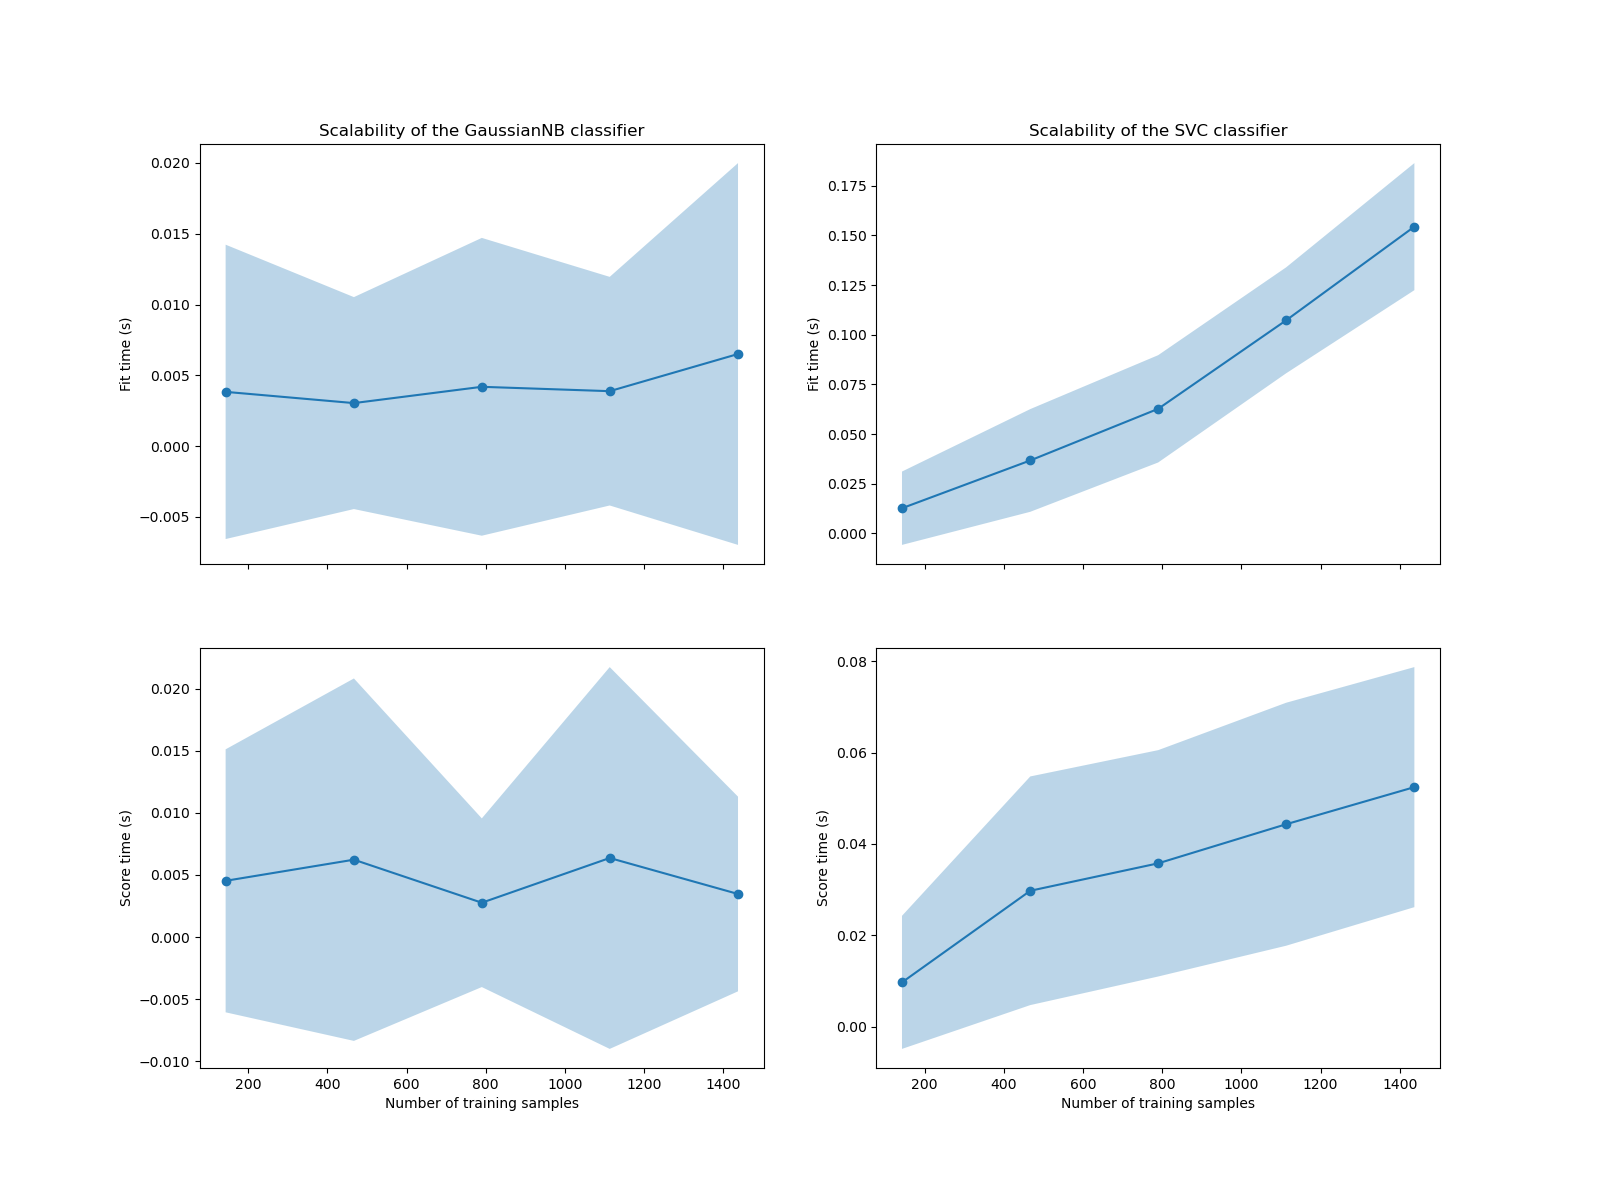 Scalability of the GaussianNB classifier
0.020
0.015
0.010
0.005
0.000
−0.005
Fit time (s)
Scalability of the SVC classifier
0.175
0.150
0.125
0.100
0.075
0.050
0.025
0.000
Fit time (s)
0.020
0.015
0.010
0.005
0.000
−0.005
−0.010
Score time (s)
200 400 600 800 1000 1200 1400
Number of training samples
0.08
0.06
0.04
0.02
0.00
Score time (s)
200 400 600 800 1000 1200 1400
Number of training samples